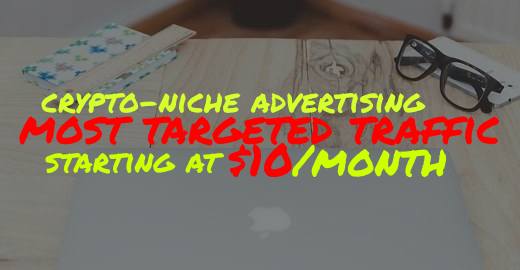 CRYPTO-NICHE ADVERTISING
MOST TARGETED TRAFFIC
STARTING AT $10/MONTH